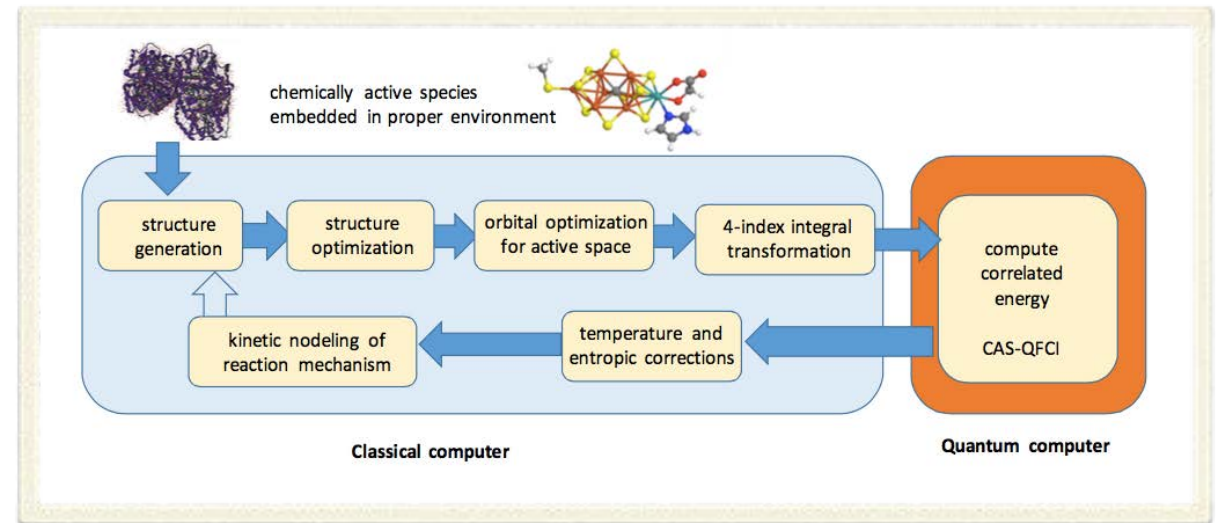 chemically active species
embedded in proper environment
structure
generation
structure
optimization
orbital optimization
for active space
4-index integral
transformation
compute
correlated
energy
CAS-QFCI
kinetic nodeling of
reaction mechanism
temperature and
entropic corrections
Classical computer
Quantum computer